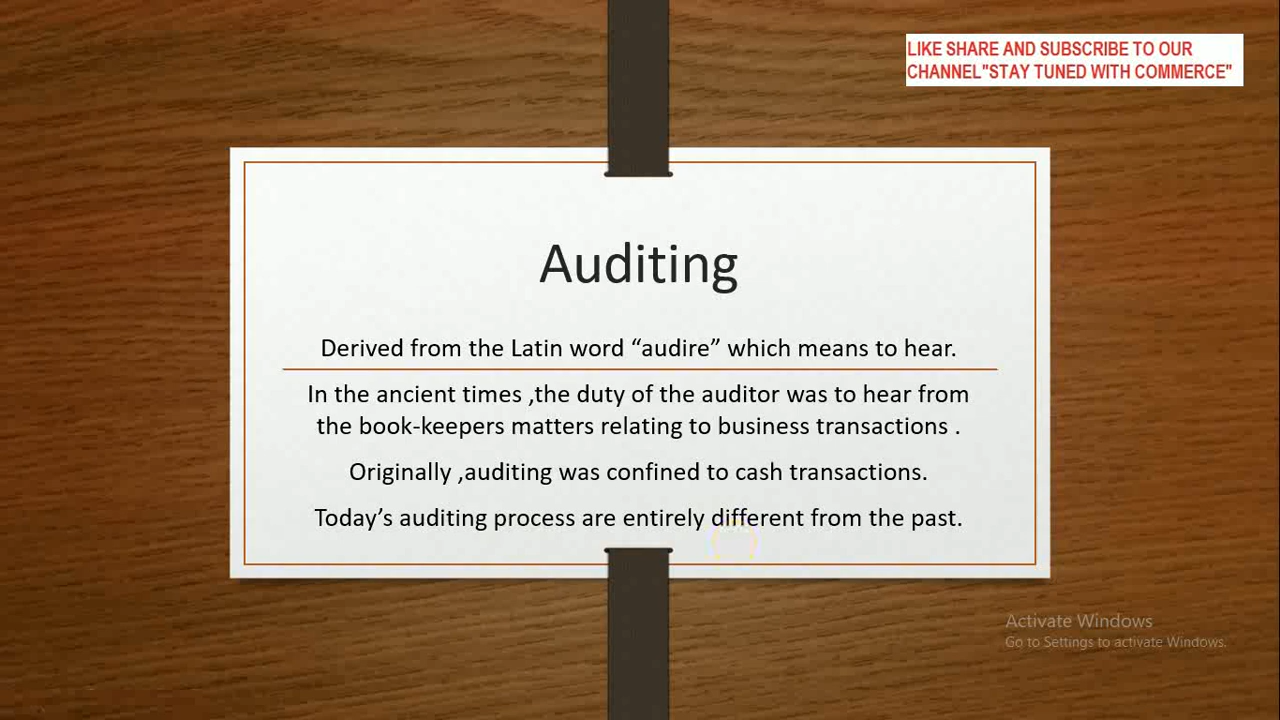 LIKE SHARE AND SUBSCRIBE TO OUR
CHANNEL"STAY TUNED WITH COMMERCE"
Auditing
Derived from the Latin word “audire” which means to hear.
In the ancient times ,the duty of the auditor was to hear from
the book-keepers matters relating to business transactions .
Originally ,auditing was confined to cash transactions.
Today’s auditing process are entirely different from the past.
Activate Windows
Go to Settings to activate Windows.